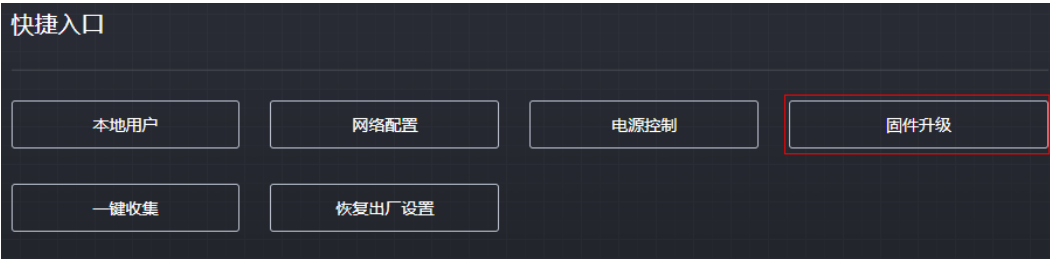 快捷入口
本地用户
网络配置
电源控制
固件升级
一键收集
恢复出厂设置